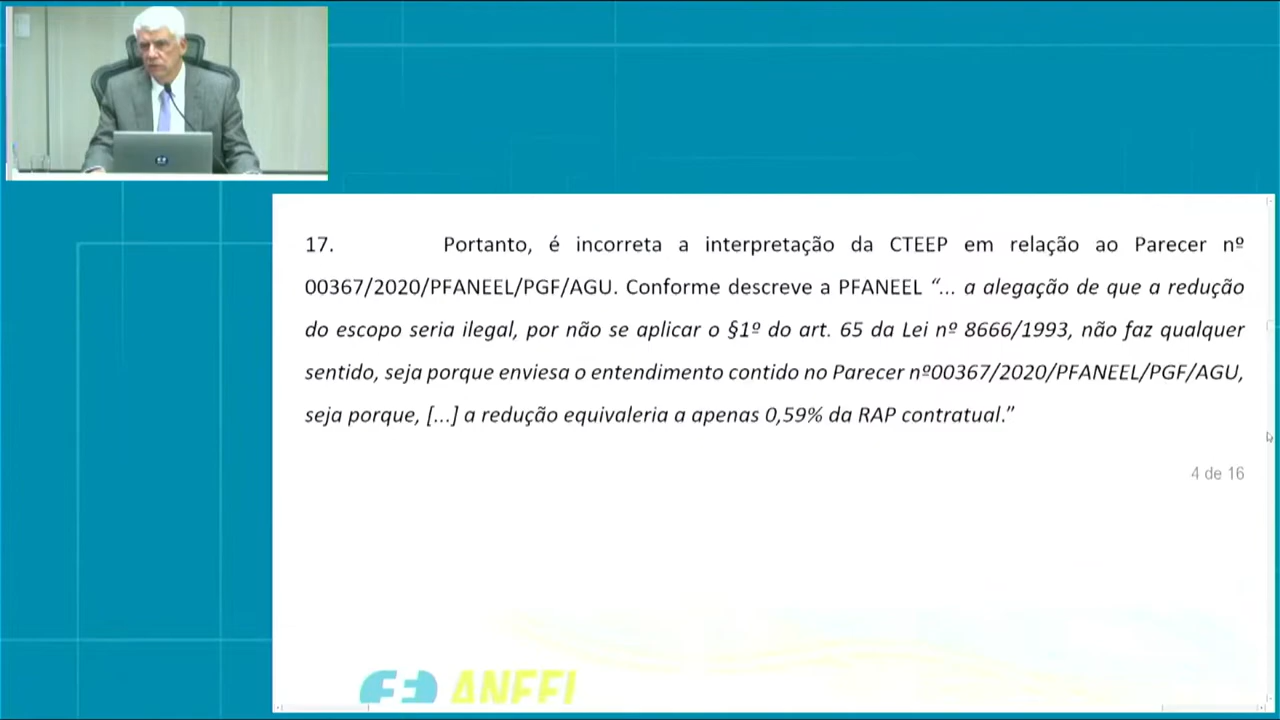 17. Portanto, é incorreta a interpretação da CTEEP em relação ao Parecer nº
00367/2020/PFANEEL/PGF/AGU. Conforme descreve a PFANEEL “... a alegação de que a redução
do escopo seria ilegal, por não se aplicar o §1º do art. 65 da Lei nº 8666/1993, não faz qualquer
sentido, seja porque enviesa o entendimento contido no Parecer nº00367/2020/PFANEEL/PGF/AGU,
seja porque, [...] a redução equivaleria a apenas 0,59% da RAP contratual.”
4 de 16
ANEEL